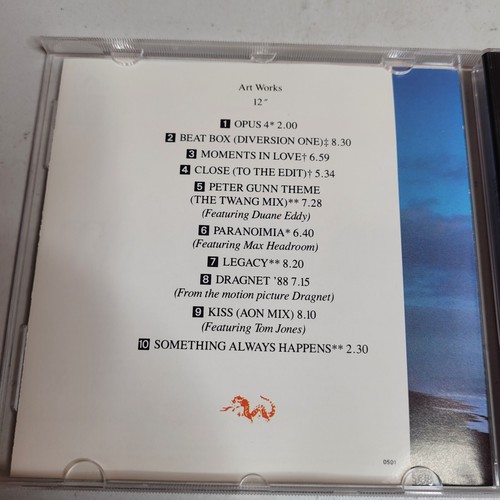 Art Works
12"
1 OPUS 4* 2.00
2 BEAT BOX (DIVERSION ONE)‡ 8.30
3 MOMENTS IN LOVE† 6.59
4 CLOSE (TO THE EDIT)† 5.34
5 PETER GUNN THEME
(THE TWANG MIX)** 7.28
(Featuring Duane Eddy)
6 PARANOIMIA* 6.40
(Featuring Max Headroom)
7 LEGACY** 8.20
8 DRAGNET '88 7.15
(From the motion picture Dragnet)
9 KISS (AON MIX) 8.10
(Featuring Tom Jones)
10 SOMETHING ALWAYS HAPPENS** 2.30
0501